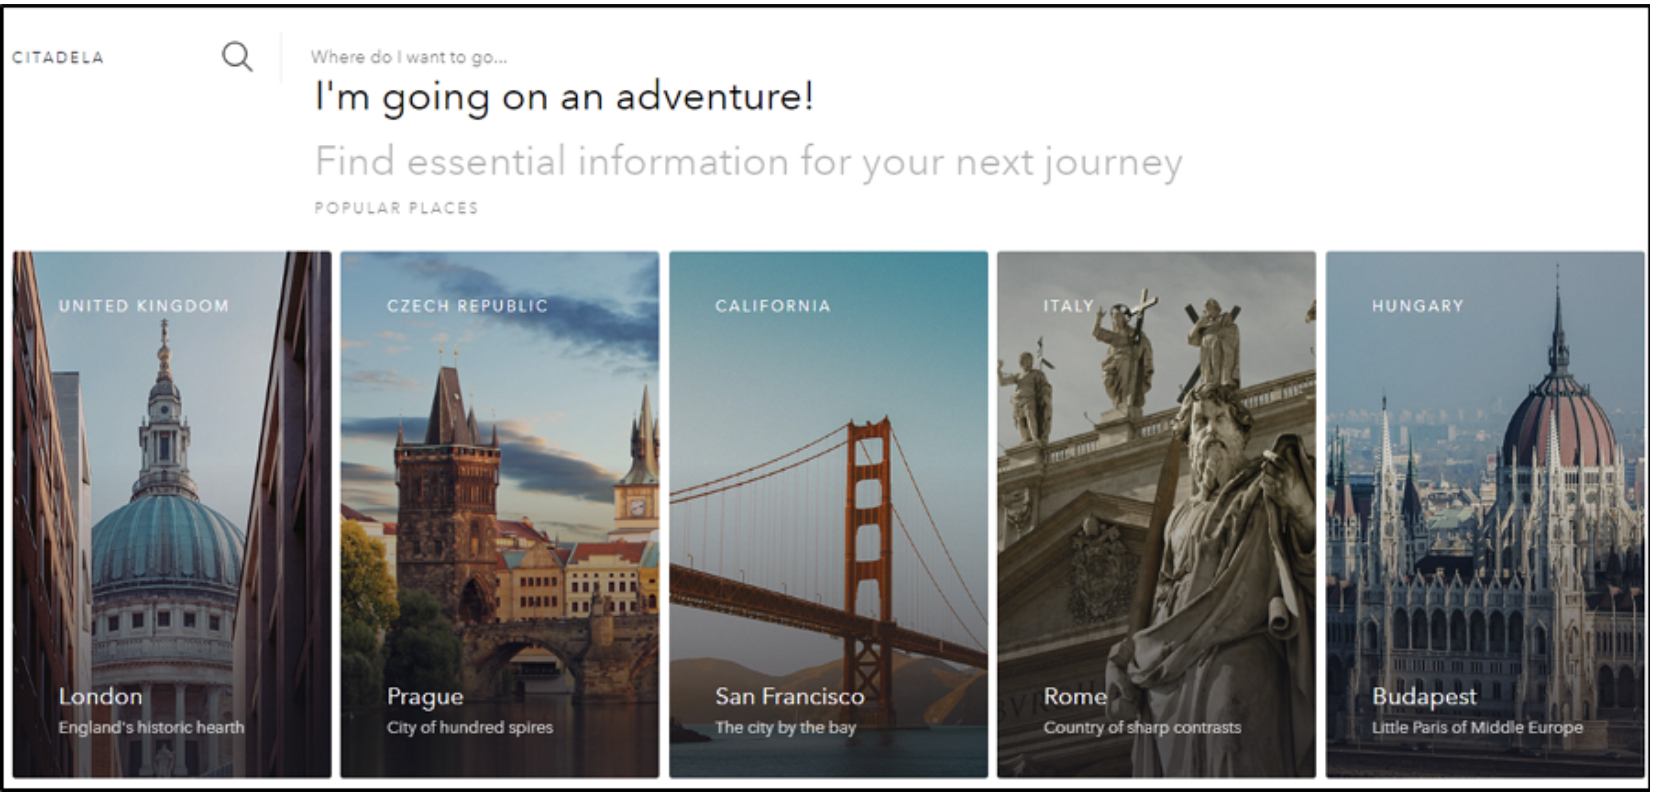 CITADELA
Where do I want to go...
I'm going on an adventure!
Find essential information for your next journey
POPULAR PLACES
UNITED KINGDOM
London
England's historic hearth
CZECH REPUBLIC
Prague
City of hundred spires
CALIFORNIA
San Francisco
The city by the bay
ITALY
Rome
Country of sharp contrasts
HUNGARY
Budapest
Little Paris of Middle Europe